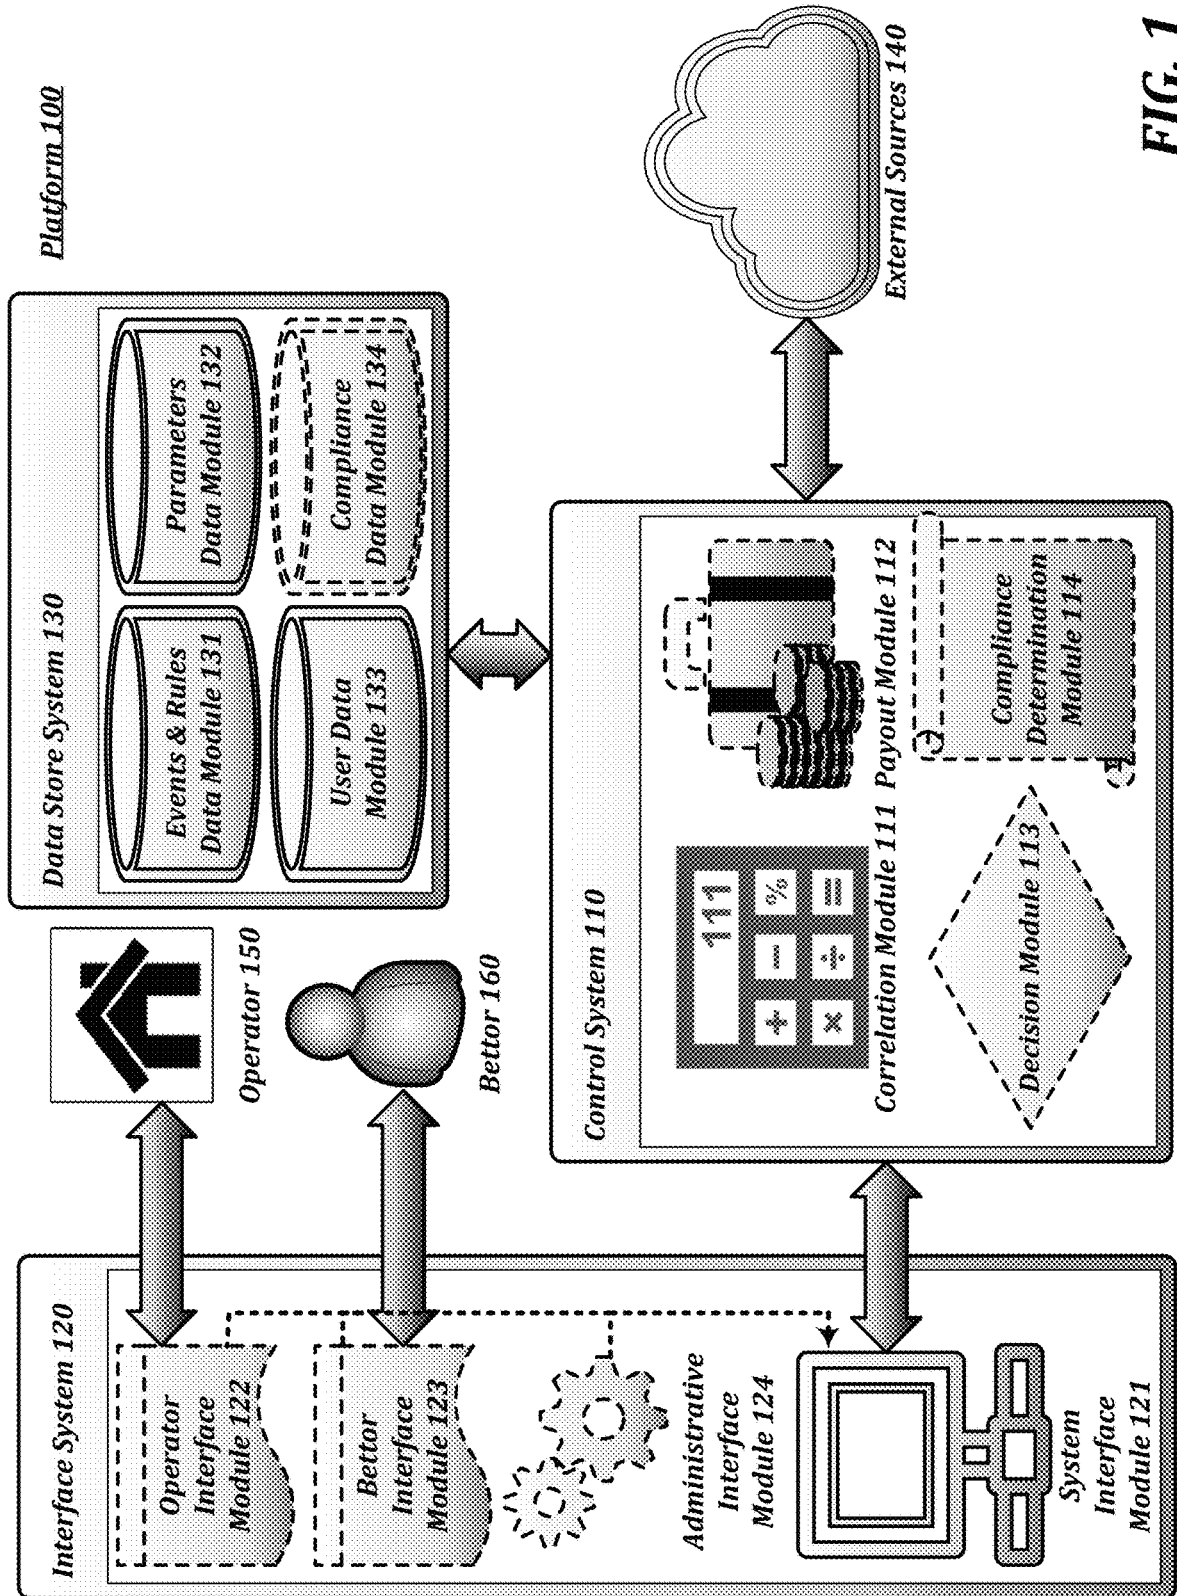 Platform 100
Interface System 120
Operator
Interface
Module 122
Bettor
Interface
Module 123
Administrative
Interface
Module 124
System
Interface
Module 121
Operator 150
Bettor 160
Data Store System 130
Events & Rules
Data Module 131
Parameters
Data Module 132
User Data
Module 133
Compliance
Data Module 134
Control System 110
111
+ − %
× ÷ =
Correlation Module 111
Payout Module 112
Decision Module 113
Compliance
Determination
Module 114
External Sources 140
FIG. 1